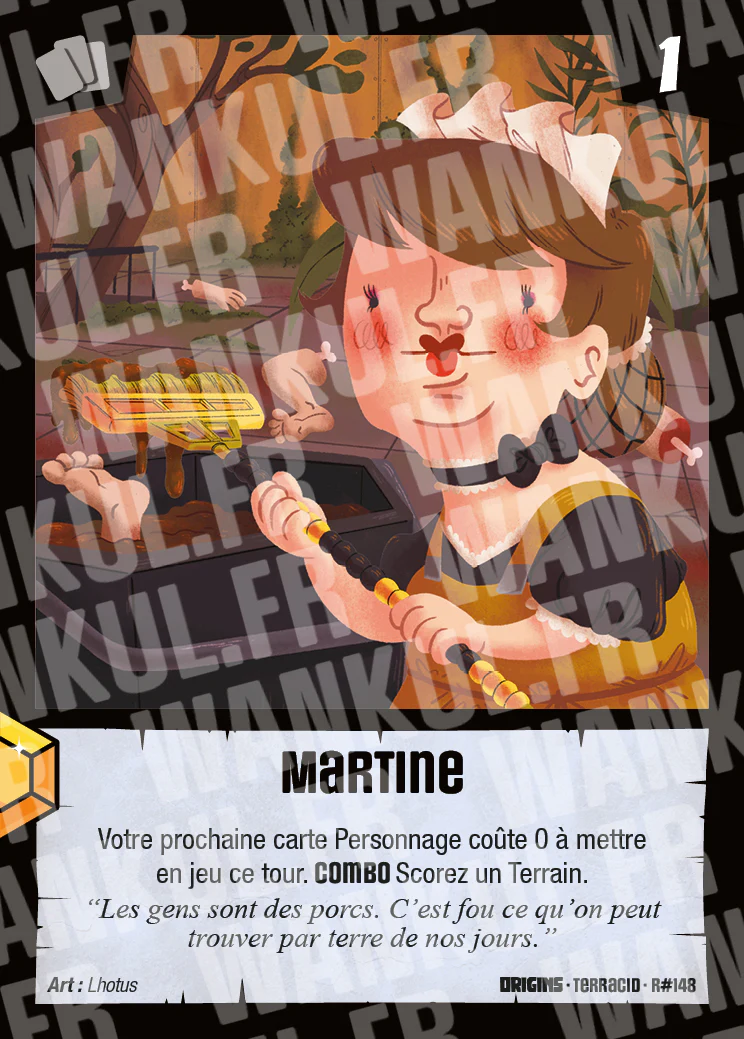 1
MARTINE
Votre prochaine carte Personnage coûte 0 à mettre
en jeu ce tour. COMBO Scorez un Terrain.
“Les gens sont des porcs. C’est fou ce qu’on peut
trouver par terre de nos jours.”
Art : Lhotus
ORIGINS · TERRACID · R#148
WANKUL.FR